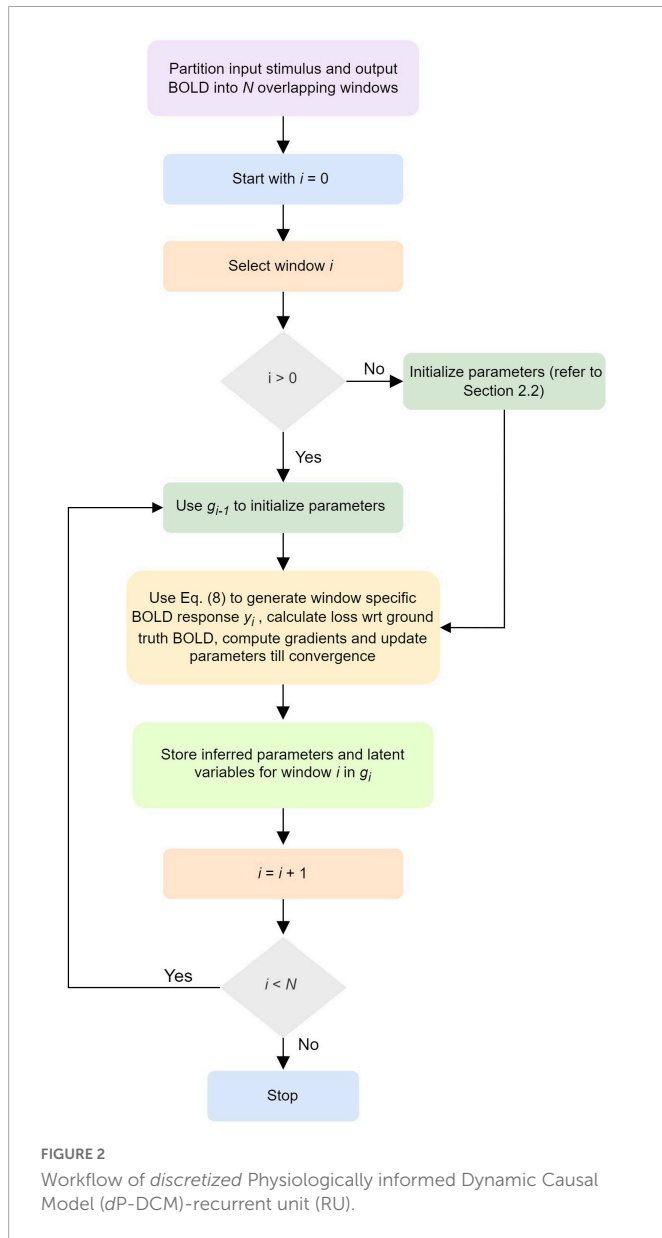 Partition input stimulus and output
BOLD into N overlapping windows
Start with i = 0
Select window i
i > 0
No
Initialize parameters (refer to
Section 2.2)
Yes
Use gi-1 to initialize parameters
Use Eq. (8) to generate window specific
BOLD response yi , calculate loss wrt ground
truth BOLD, compute gradients and update
parameters till convergence
Store inferred parameters and latent
variables for window i in gi
i = i + 1
Yes
i < N
No
Stop
FIGURE 2
Workflow of discretized Physiologically informed Dynamic Causal
Model (dP-DCM)-recurrent unit (RU).